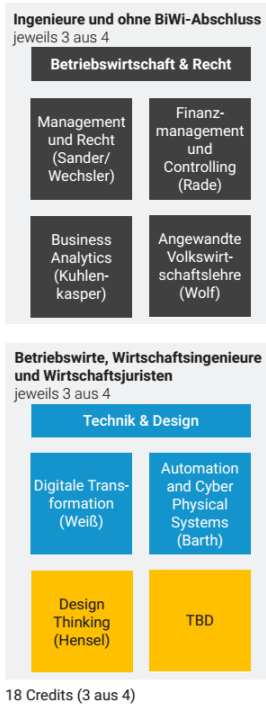 Ingenieure und ohne BiWi-Abschluss
jeweils 3 aus 4
Betriebswirtschaft & Recht
Management
und Recht
(Sander/
Wechsler)
Finanz-
management
und
Controlling
(Rade)
Business
Analytics
(Kuhlen-
kasper)
Angewandte
Volkswirt-
schaftslehre
(Wolf)
Betriebswirte, Wirtschaftsingenieure
und Wirtschaftsjuristen
jeweils 3 aus 4
Technik & Design
Digitale Trans-
formation
(Weiß)
Automation
and Cyber
Physical
Systems
(Barth)
Design
Thinking
(Hensel)
TBD
18 Credits (3 aus 4)